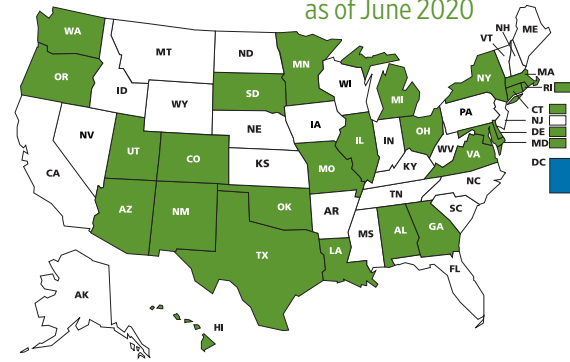 as of June 2020
NH
ME
VT
WA
MT
ND
MN
OR
ID
SD
WI
NY
MA
RI
WY
MI
CT
NJ
DE
MD
DC
NV
NE
IA
PA
UT
CO
IL
IN
OH
WV
VA
CA
KS
MO
KY
NC
AZ
NM
OK
AR
TN
SC
TX
LA
MS
AL
GA
FL
AK
HI